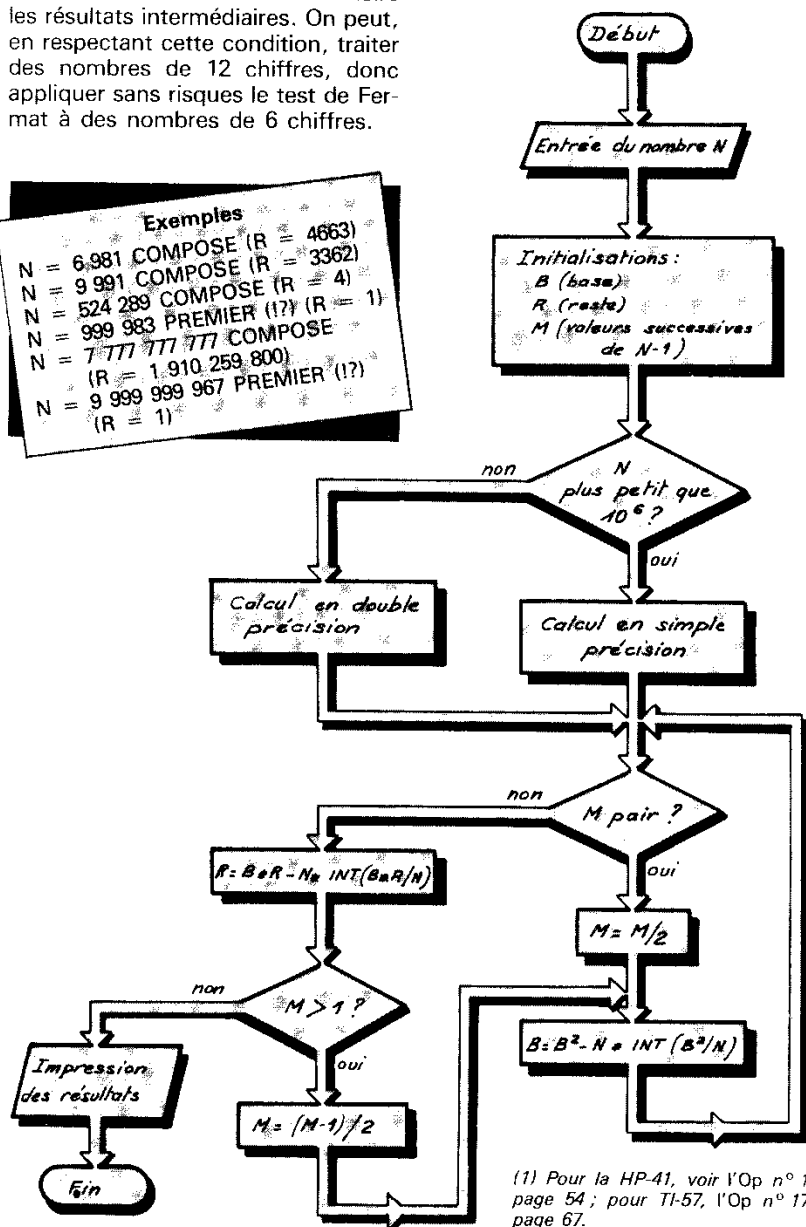 les résultats intermédiaires. On peut,
en respectant cette condition, traiter
des nombres de 12 chiffres, donc
appliquer sans risques le test de Fer-
mat à des nombres de 6 chiffres.
Exemples
N = 6 981 COMPOSE (R = 4663)
N = 9 991 COMPOSE (R = 3362)
N = 524 289 COMPOSE (R = 4)
N = 999 983 PREMIER (!?) (R = 1)
N = 7 777 777 777 COMPOSE
(R = 1 910 259 800)
N = 9 999 999 967 PREMIER (!?)
(R = 1)
Début
Entrée du nombre N
Initialisations :
B (base)
R (reste)
M (valeurs successives
de N-1)
N
plus petit que
10⁶ ?
non
oui
Calcul en double
précision
Calcul en simple
précision
M pair ?
non
oui
R = B * R - N * INT (B * R/N)
M = M/2
M > 1 ?
non
oui
B = B² - N * INT (B²/N)
Impression
des résultats
M = (M-1)/2
Fin
(1) Pour la HP-41, voir l'Op n° 1
page 54 ; pour TI-57, l'Op n° 17
page 67.